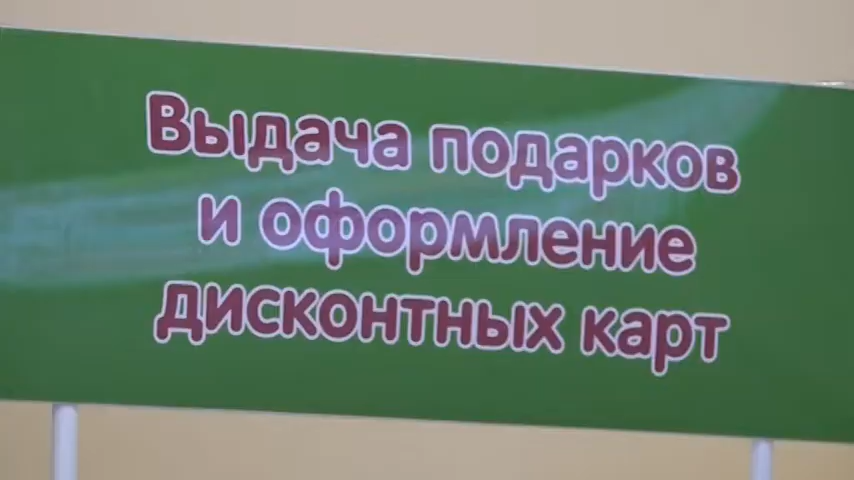 Выдача подарков
и оформление
дисконтных карт